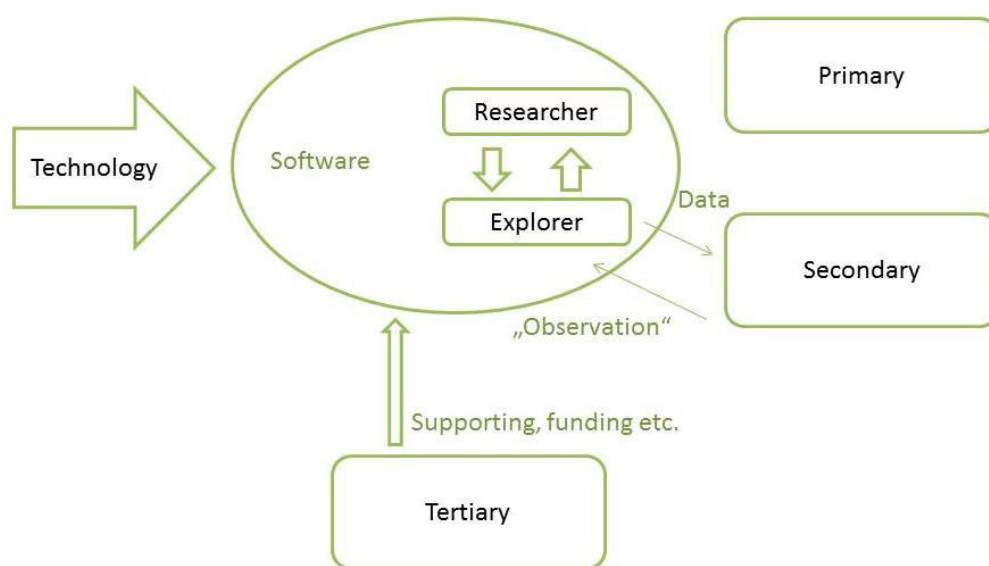 Primary
Researcher
Technology
Software
Explorer
Data
Secondary
„Observation“
Supporting, funding etc.
Tertiary